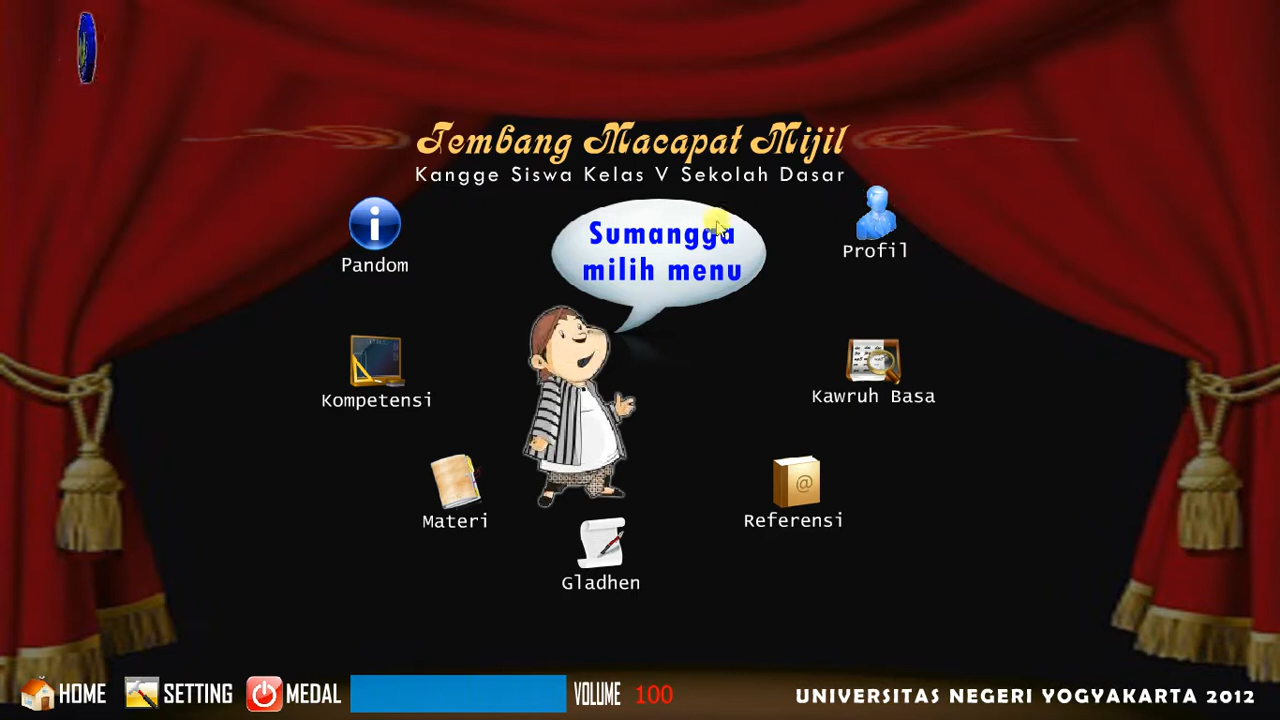 Tembang Macapat Mijil
Kangge Siswa Kelas V Sekolah Dasar
Sumangga
milih menu
Pandom
Profil
Kompetensi
Kawruh Basa
Materi
Referensi
Gladhen
HOME
SETTING
MEDAL
VOLUME 100
UNIVERSITAS NEGERI YOGYAKARTA 2012